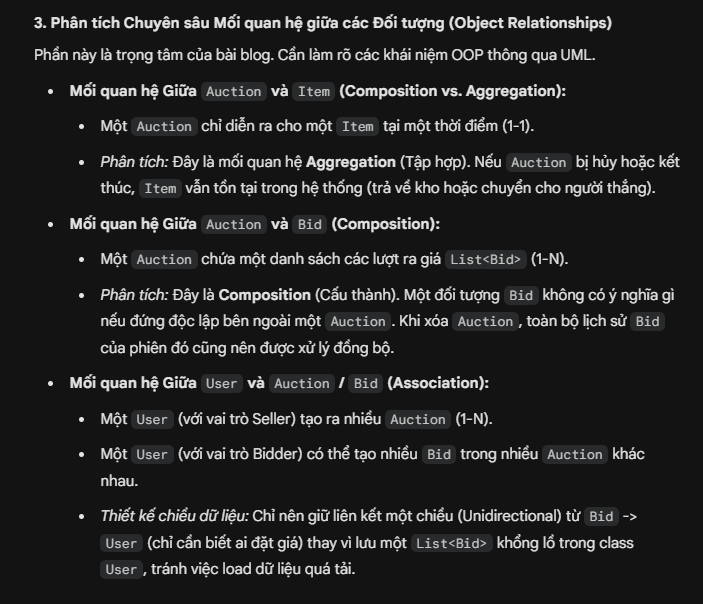 3. Phân tích Chuyên sâu Mối quan hệ giữa các Đối tượng (Object Relationships)
Phần này là trọng tâm của bài blog. Cần làm rõ các khái niệm OOP thông qua UML.
• Mối quan hệ Giữa Auction và Item (Composition vs. Aggregation):
• Một Auction chỉ diễn ra cho một Item tại một thời điểm (1-1).
• Phân tích: Đây là mối quan hệ Aggregation (Tập hợp). Nếu Auction bị hủy hoặc kết
thúc, Item vẫn tồn tại trong hệ thống (trả về kho hoặc chuyển cho người thắng).
• Mối quan hệ Giữa Auction và Bid (Composition):
• Một Auction chứa một danh sách các lượt ra giá List<Bid> (1-N).
• Phân tích: Đây là Composition (Cấu thành). Một đối tượng Bid không có ý nghĩa gì
nếu đứng độc lập bên ngoài một Auction. Khi xóa Auction, toàn bộ lịch sử Bid
của phiên đó cũng nên được xử lý đồng bộ.
• Mối quan hệ Giữa User và Auction / Bid (Association):
• Một User (với vai trò Seller) tạo ra nhiều Auction (1-N).
• Một User (với vai trò Bidder) có thể tạo nhiều Bid trong nhiều Auction khác
nhau.
• Thiết kế chiều dữ liệu: Chỉ nên giữ liên kết một chiều (Unidirectional) từ Bid ->
User (chỉ cần biết ai đặt giá) thay vì lưu một List<Bid> khổng lồ trong class
User, tránh việc load dữ liệu quá tải.